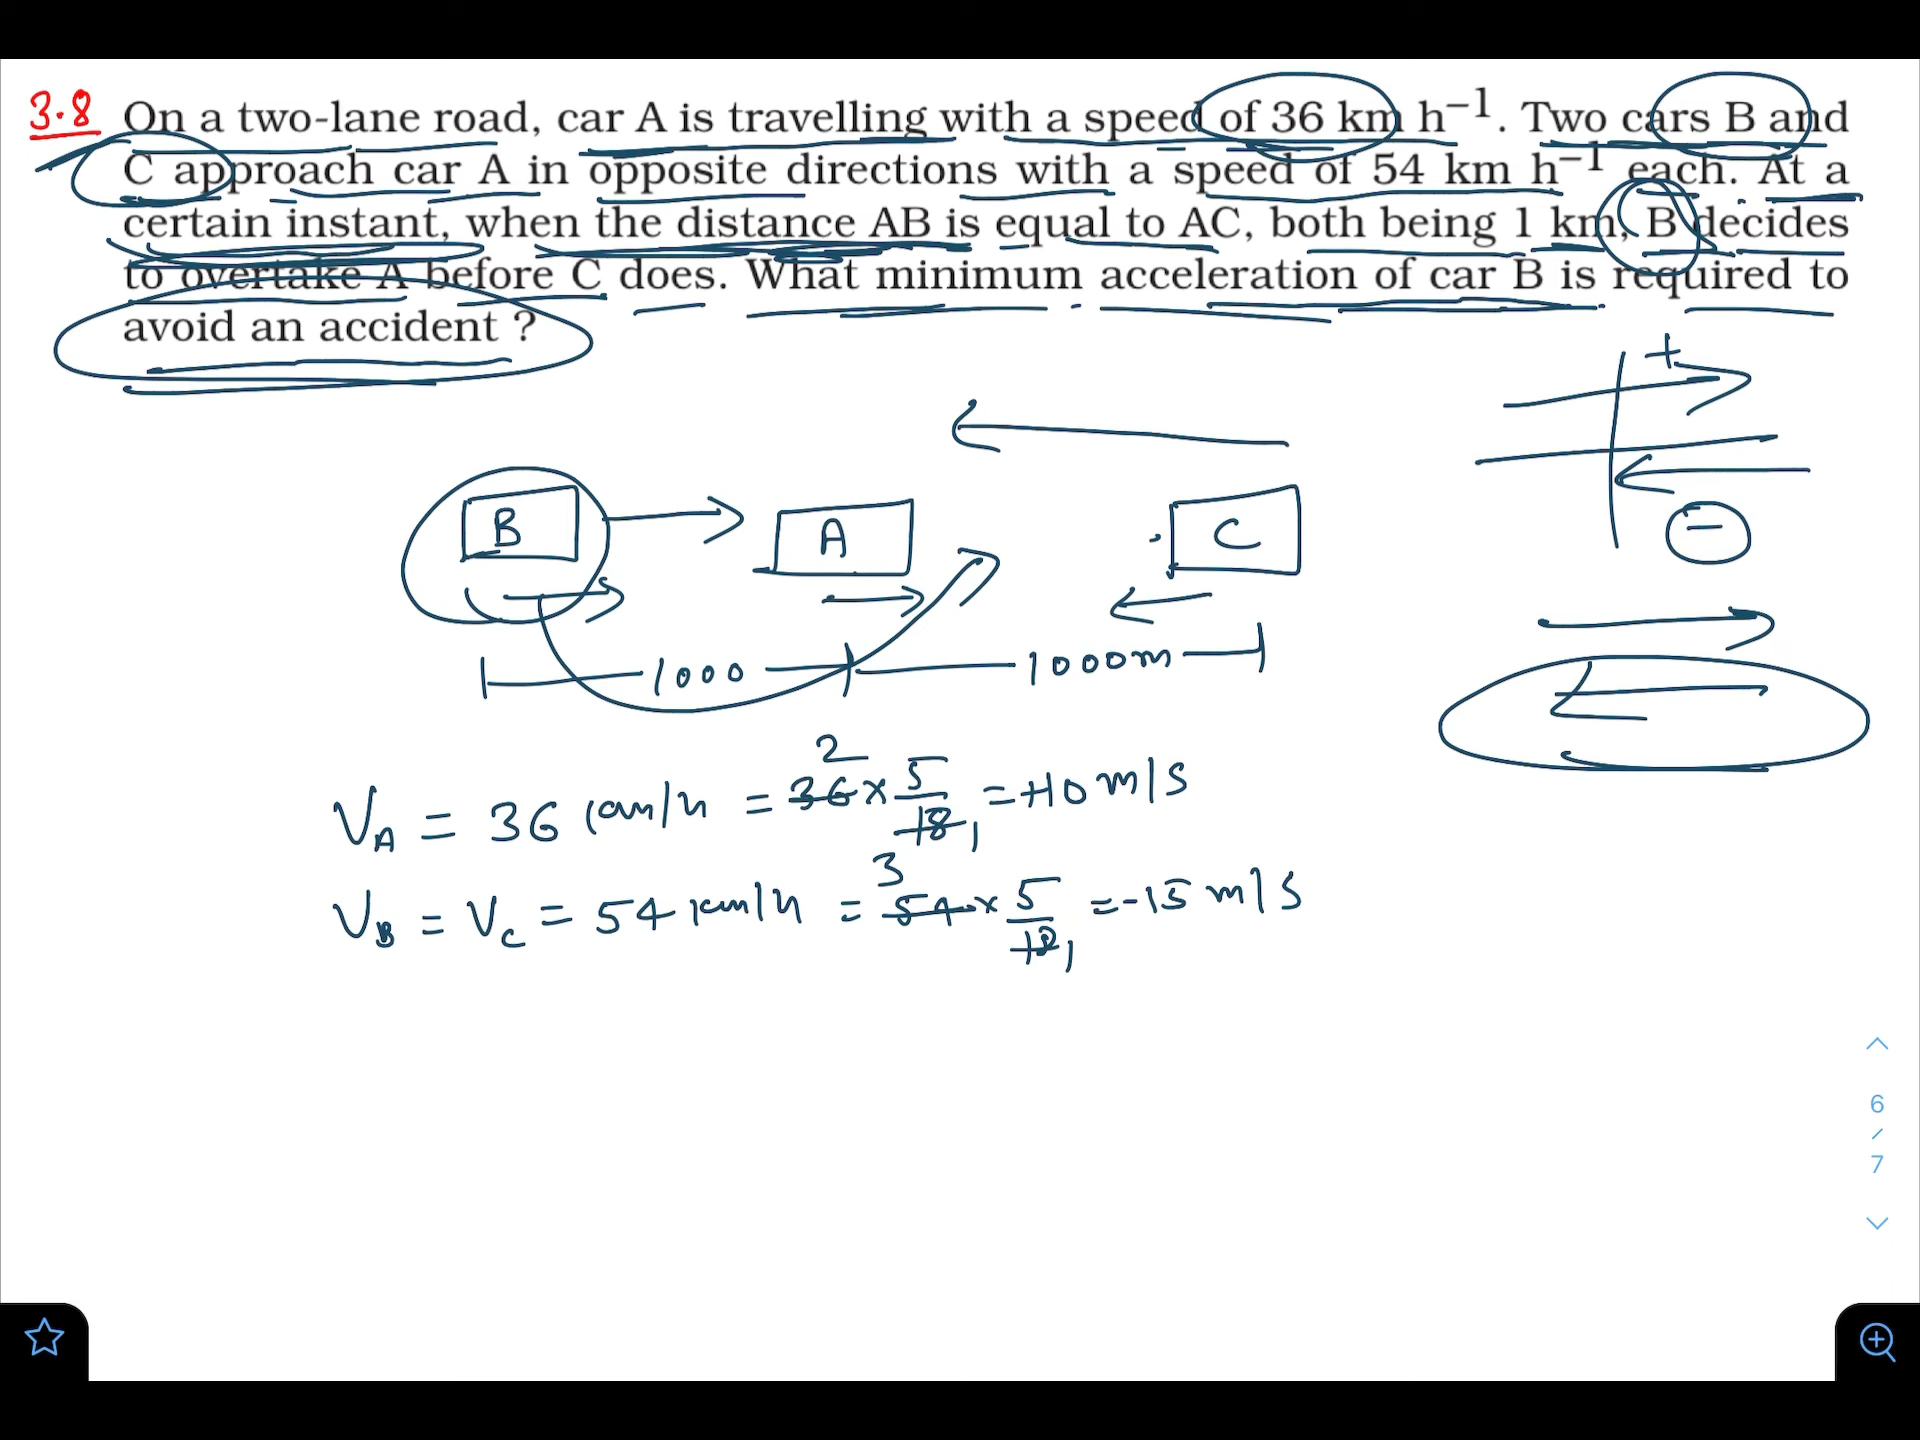 3.8 On a two-lane road, car A is travelling with a speed of 36 km h⁻¹. Two cars B and
C approach car A in opposite directions with a speed of 54 km h⁻¹ each. At a
certain instant, when the distance AB is equal to AC, both being 1 km, B decides
to overtake A before C does. What minimum acceleration of car B is required to
avoid an accident ?
+
B A C
−
1000 1000m
2
V_A = 36 km/h = 36 × 5/18 1 = +10 m/s
3
V_B = V_C = 54 km/h = 54 × 5/18 1 = -15 m/s
6
/
7